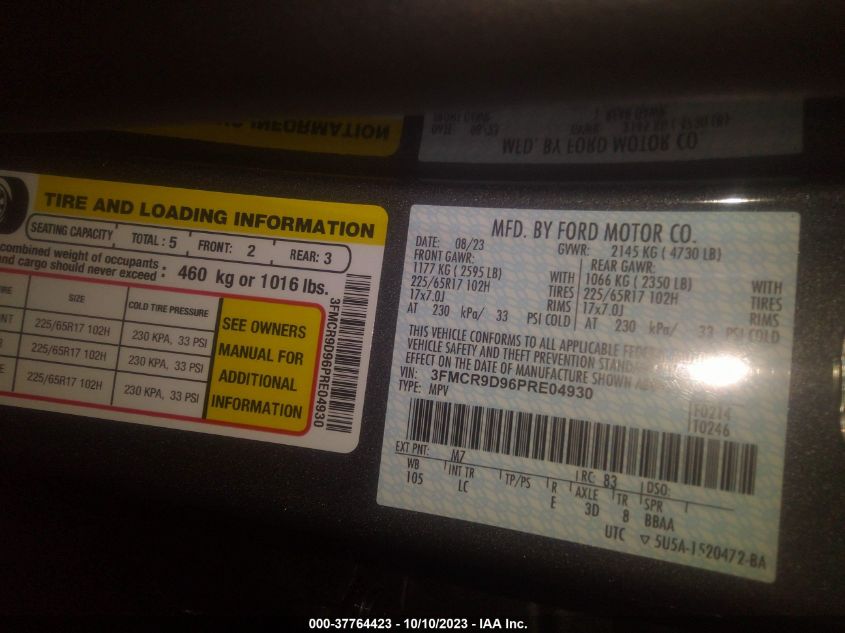 TIRE AND LOADING INFORMATION
SEATING CAPACITY TOTAL : 5 FRONT: 2 REAR: 3
combined weight of occupants
and cargo should never exceed : 460 kg or 1016 lbs.
SIZE COLD TIRE PRESSURE
225/65R17 102H 230 KPA, 33 PSI
225/65R17 102H 230 KPA, 33 PSI
225/65R17 102H 230 KPA, 33 PSI
SEE OWNERS
MANUAL FOR
ADDITIONAL
INFORMATION
3FMCR9D96PRE04930
MFD. BY FORD MOTOR CO.
DATE: 08/23 GVWR: 2145 KG ( 4730 LB)
FRONT GAWR: REAR GAWR:
1177 KG ( 2595 LB) WITH 1066 KG ( 2350 LB) WITH
225/65R17 102H TIRES 225/65R17 102H TIRES
17x7.0J RIMS 17x7.0J RIMS
AT 230 kPa/ 33 PSI COLD AT 230 kPa/ 33 PSI COLD
THIS VEHICLE CONFORMS TO ALL APPLICABLE
VEHICLE SAFETY AND THEFT PREVENTION
EFFECT ON THE DATE OF MANUFACTURE SHOWN
VIN: 3FMCR9D96PRE04930
TYPE: MPV
F0214
T0246
EXT PNT: M7 RC: 83 DSO:
WB INT TR TP/PS R AXLE TR SPR
105 LC E 3D 8 BBAA
UTC ▽ 5U5A-1520472-BA
000-37764423 - 10/10/2023 - IAA Inc.